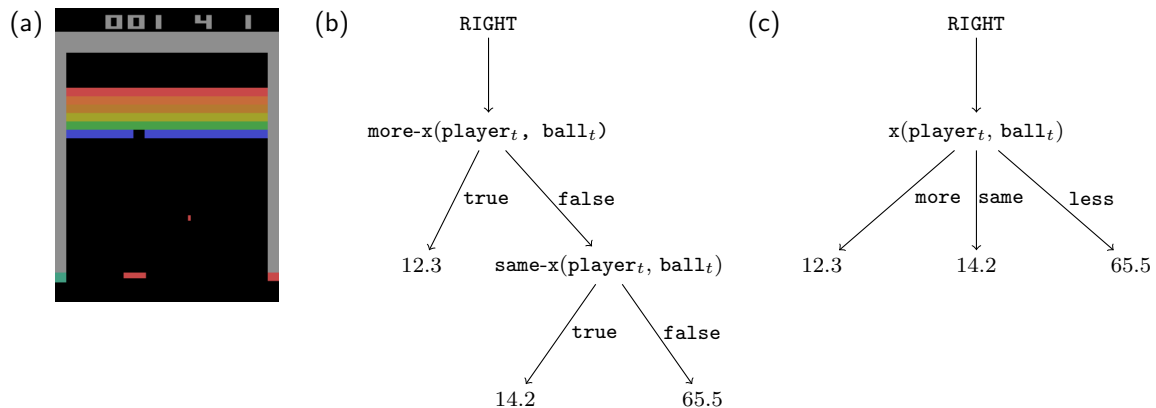 (a)
001 4 1
(b)
RIGHT
more-x(player_t, ball_t)
true
false
12.3
same-x(player_t, ball_t)
true
false
14.2
65.5
(c)
RIGHT
x(player_t, ball_t)
more
same
less
12.3
14.2
65.5